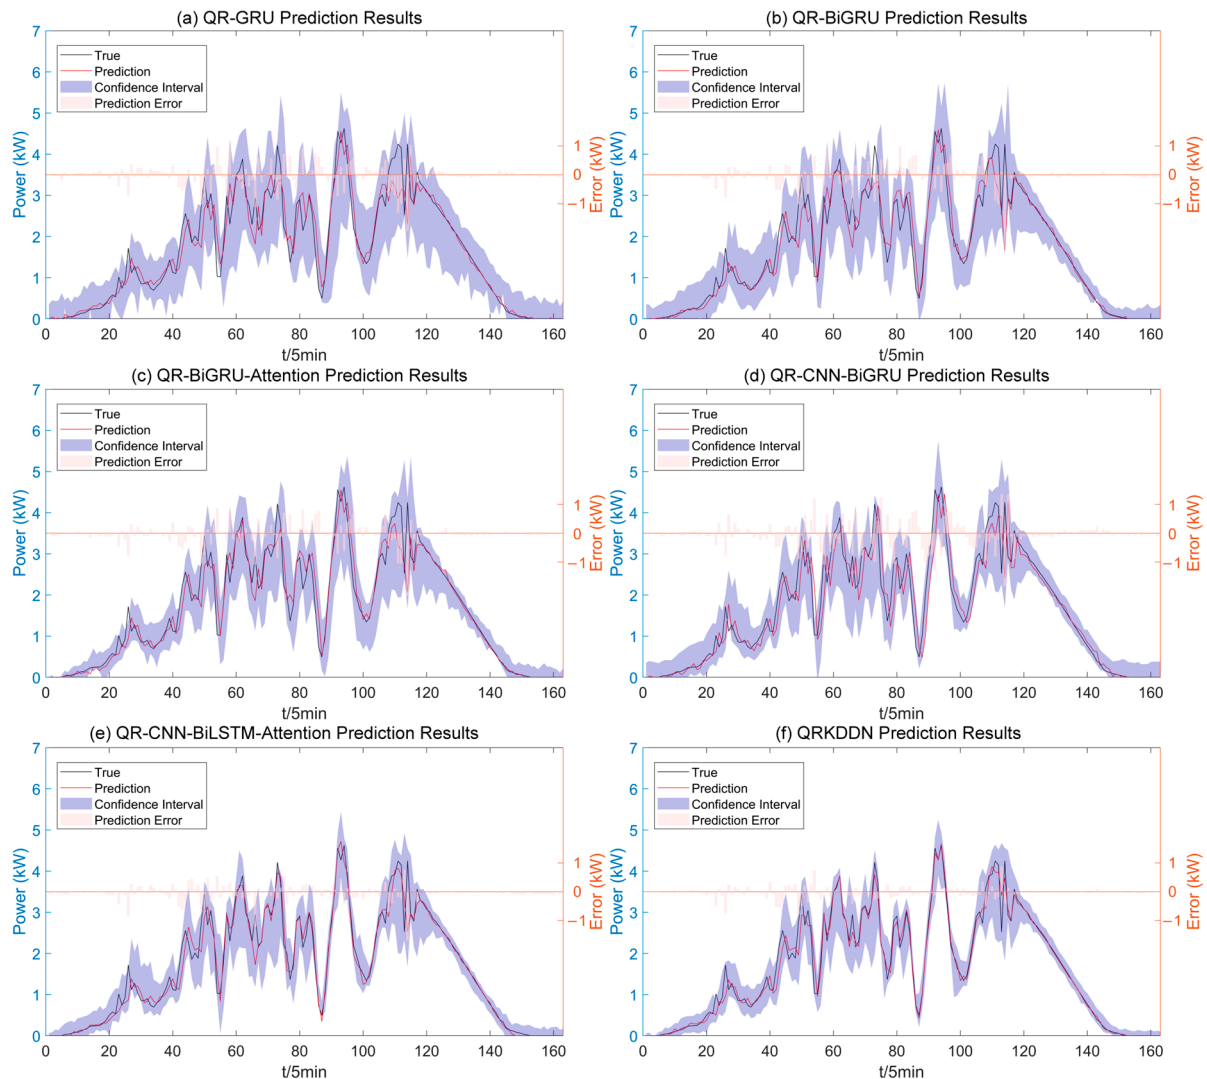 (a) QR-GRU Prediction Results
7
6
5
4
3
2
1
0
Power (kW)
True
Prediction
Confidence Interval
Prediction Error
1
0
−1
Error (kW)
0 20 40 60 80 100 120 140 160
t/5min
(b) QR-BiGRU Prediction Results
7
6
5
4
3
2
1
0
Power (kW)
True
Prediction
Confidence Interval
Prediction Error
1
0
−1
Error (kW)
0 20 40 60 80 100 120 140 160
t/5min
(c) QR-BiGRU-Attention Prediction Results
7
6
5
4
3
2
1
0
Power (kW)
True
Prediction
Confidence Interval
Prediction Error
1
0
−1
Error (kW)
0 20 40 60 80 100 120 140 160
t/5min
(d) QR-CNN-BiGRU Prediction Results
7
6
5
4
3
2
1
0
Power (kW)
True
Prediction
Confidence Interval
Prediction Error
1
0
−1
Error (kW)
0 20 40 60 80 100 120 140 160
t/5min
(e) QR-CNN-BiLSTM-Attention Prediction Results
7
6
5
4
3
2
1
0
Power (kW)
True
Prediction
Confidence Interval
Prediction Error
1
0
−1
Error (kW)
0 20 40 60 80 100 120 140 160
t/5min
(f) QRKDDN Prediction Results
7
6
5
4
3
2
1
0
Power (kW)
True
Prediction
Confidence Interval
Prediction Error
1
0
−1
Error (kW)
0 20 40 60 80 100 120 140 160
t/5min